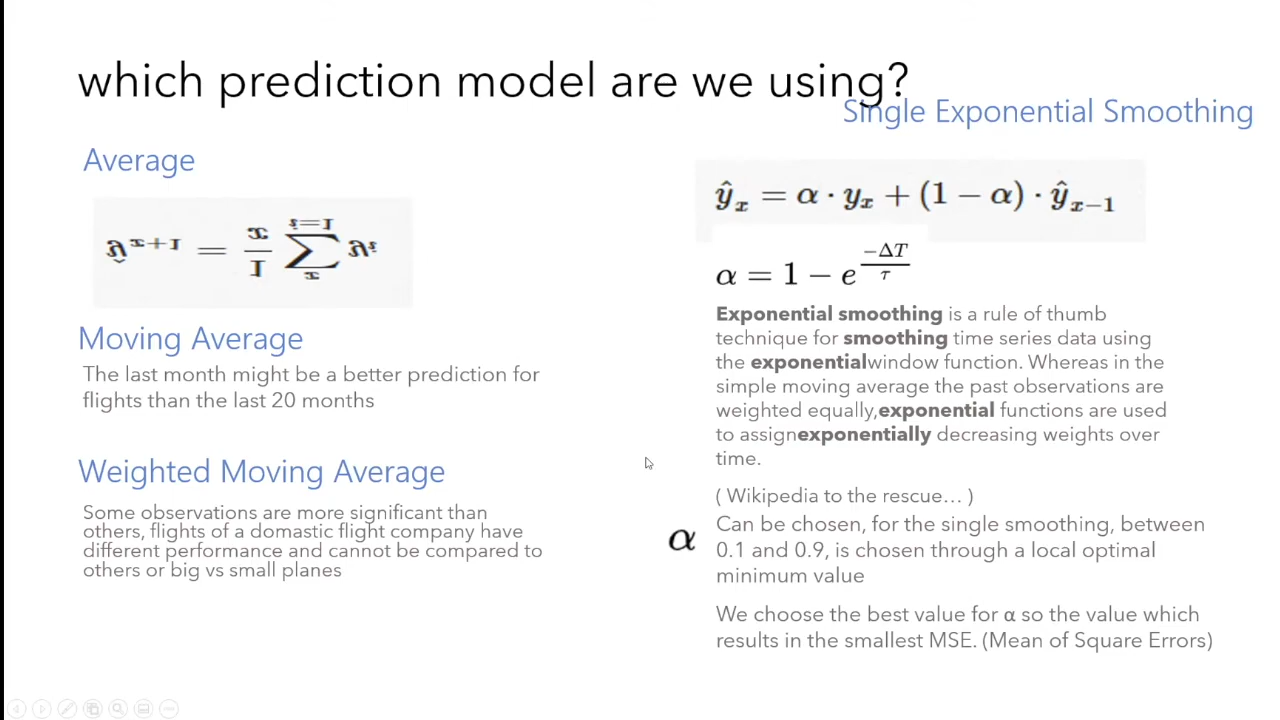 which prediction model are we using?
Single Exponential Smoothing
Average
ŷₓ₊₁ = 1/x ∑ᵢ₌₁ˣ yᵢ
Moving Average
The last month might be a better prediction for
flights than the last 20 months
Weighted Moving Average
Some observations are more significant than
others, flights of a domastic flight company have
different performance and cannot be compared to
others or big vs small planes
ŷₓ = α · yₓ + (1 − α) · ŷₓ₋₁
α = 1 − e^(−ΔT/τ)
Exponential smoothing is a rule of thumb
technique for smoothing time series data using
the exponentialwindow function. Whereas in the
simple moving average the past observations are
weighted equally,exponential functions are used
to assignexponentially decreasing weights over
time.
( Wikipedia to the rescue… )
α
Can be chosen, for the single smoothing, between
0.1 and 0.9, is chosen through a local optimal
minimum value
We choose the best value for α so the value which
results in the smallest MSE. (Mean of Square Errors)